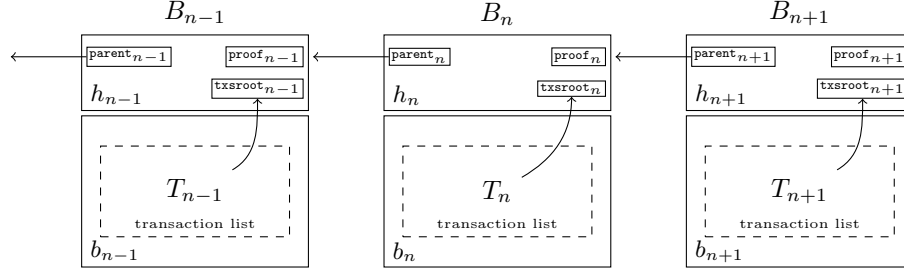 B_{n-1} B_n B_{n+1}
parent_{n-1} proof_{n-1} parent_n proof_n parent_{n+1} proof_{n+1}
h_{n-1} txsroot_{n-1} h_n txsroot_n h_{n+1} txsroot_{n+1}
T_{n-1} T_n T_{n+1}
transaction list transaction list transaction list
b_{n-1} b_n b_{n+1}